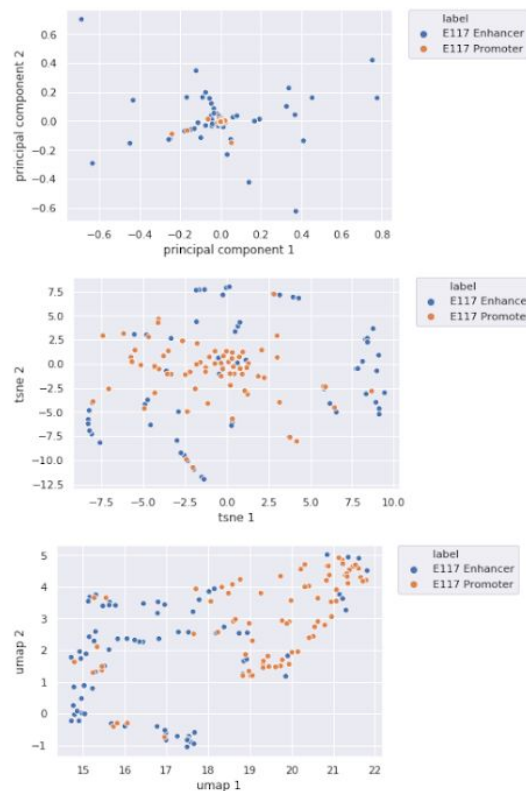 label
E117 Enhancer
E117 Promoter
principal component 2
0.6
0.4
0.2
0.0
−0.2
−0.4
−0.6
−0.6 −0.4 −0.2 0.0 0.2 0.4 0.6 0.8
principal component 1
label
E117 Enhancer
E117 Promoter
tsne 2
7.5
5.0
2.5
0.0
−2.5
−5.0
−7.5
−10.0
−12.5
−7.5 −5.0 −2.5 0.0 2.5 5.0 7.5 10.0
tsne 1
label
E117 Enhancer
E117 Promoter
umap 2
5
4
3
2
1
0
−1
15 16 17 18 19 20 21 22
umap 1